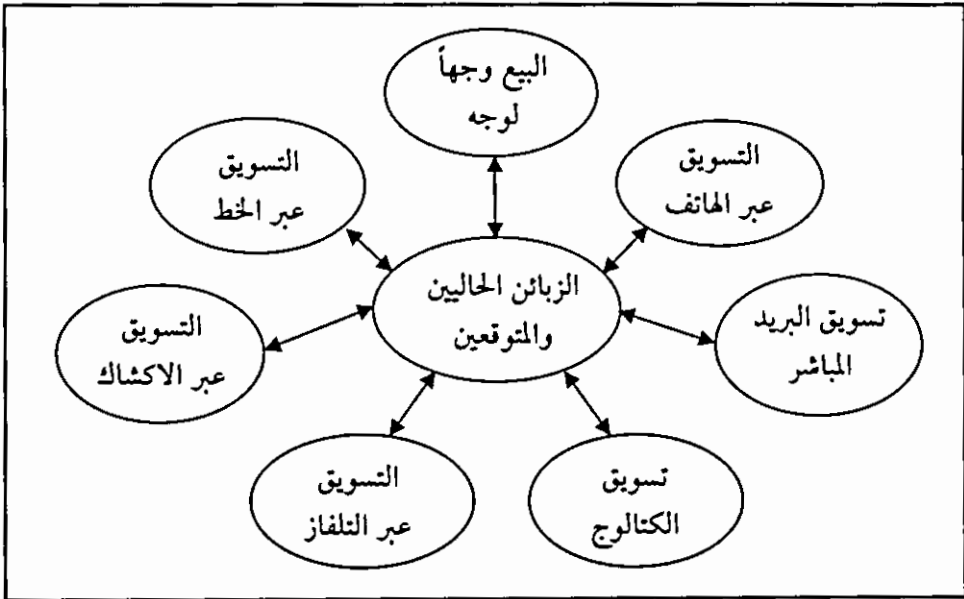 البيع وجهاً
لوجه
التسويق
عبر الهاتف
التسويق
عبر الخط
الزبائن الحاليين
والمتوقعين
تسويق البريد
المباشر
التسويق
عبر الاكشاك
تسويق
الكتالوج
التسويق
عبر التلفاز